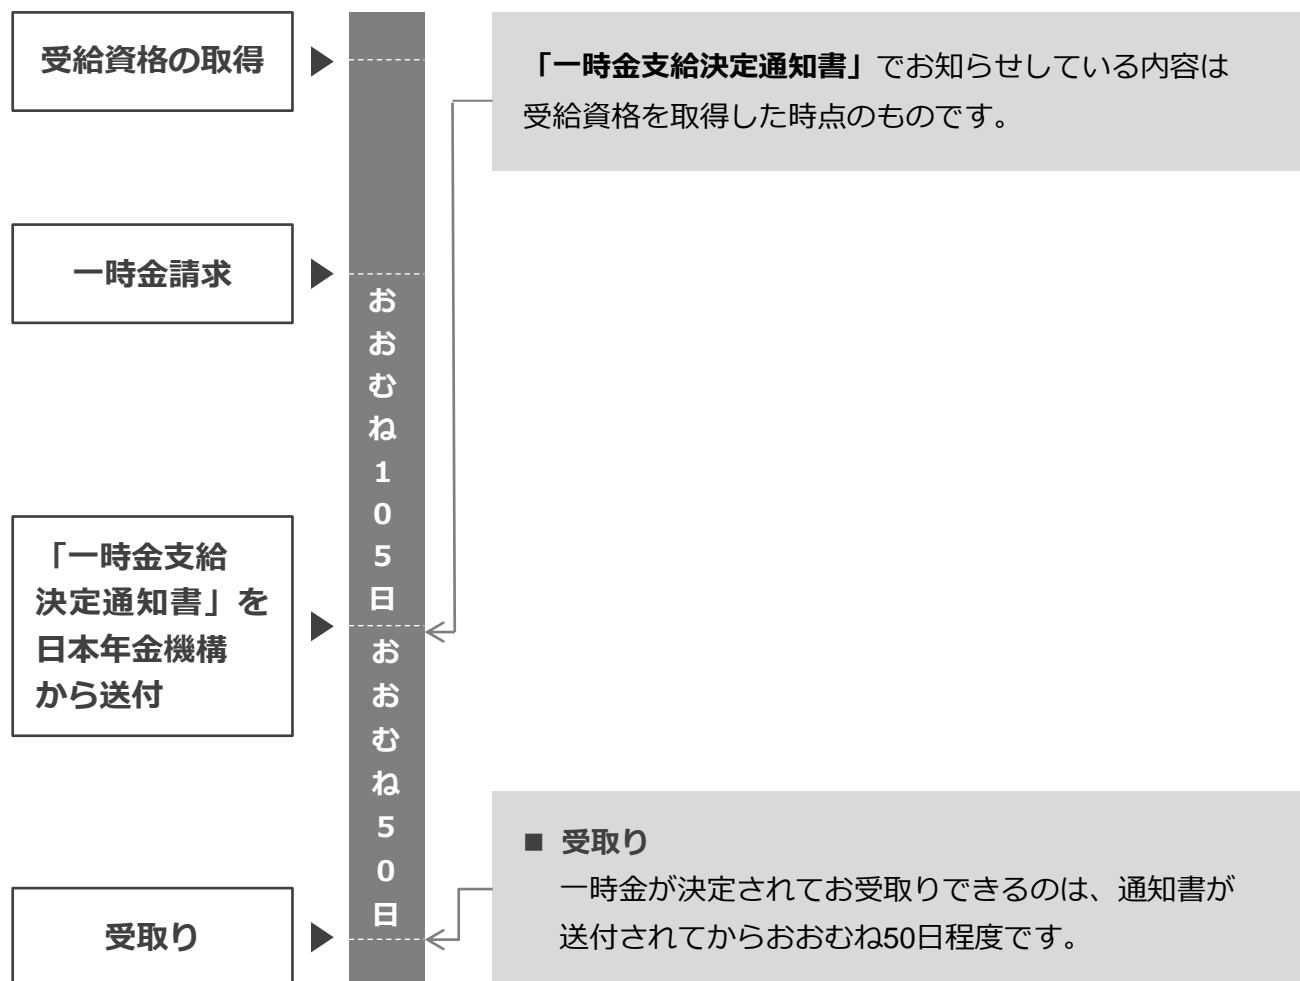 受給資格の取得
「一時金支給決定通知書」でお知らせしている内容は
受給資格を取得した時点のものです。
一時金請求
おおむね105日
「一時金支給
決定通知書」を
日本年金機構
から送付
おおむね50日
受取り
■ 受取り
一時金が決定されてお受取りできるのは、通知書が
送付されてからおおむね50日程度です。